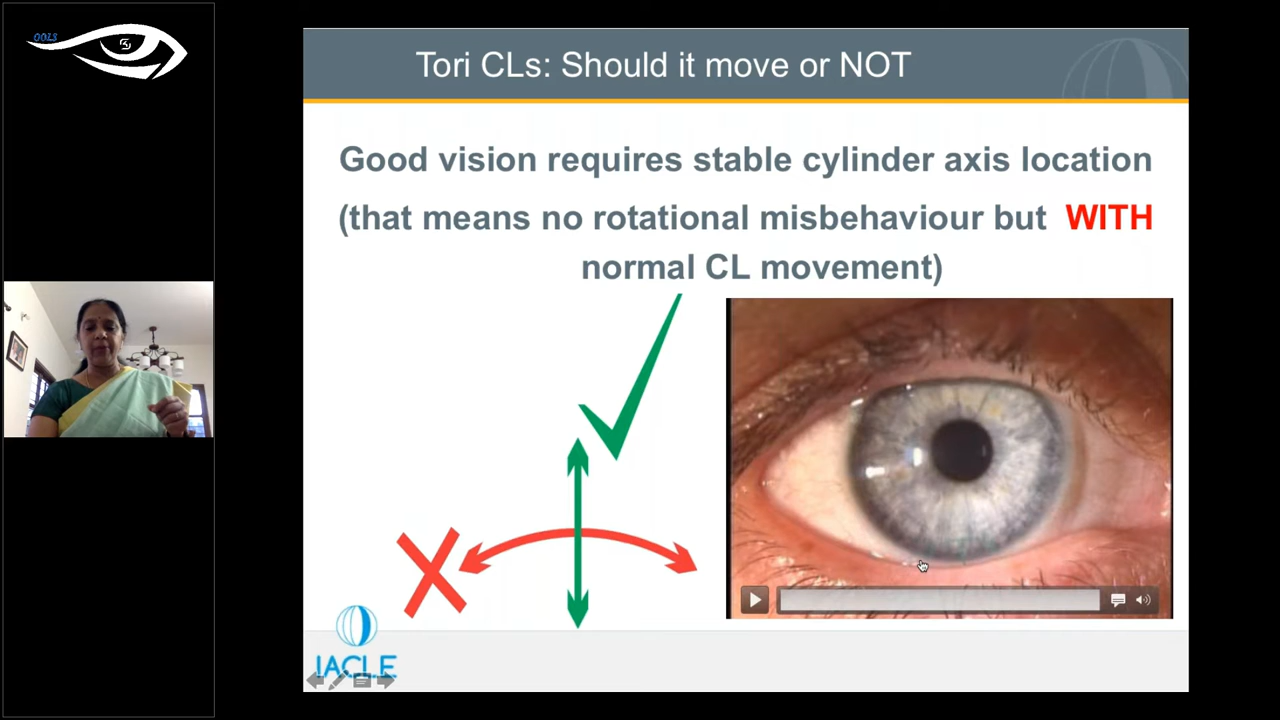 OOLS
Tori CLs: Should it move or NOT
Good vision requires stable cylinder axis location
(that means no rotational misbehaviour but WITH
normal CL movement)
IACLE